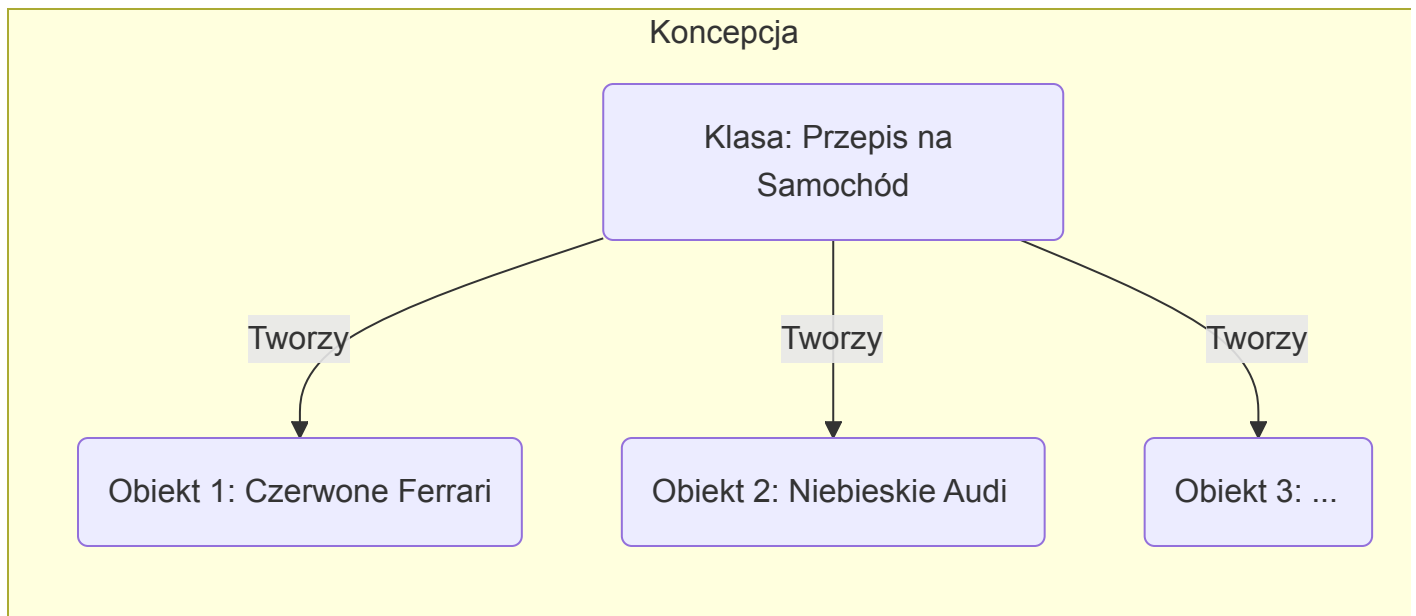 Koncepcja
Klasa: Przepis na
Samochód
Tworzy
Tworzy
Tworzy
Obiekt 1: Czerwone Ferrari
Obiekt 2: Niebieskie Audi
Obiekt 3: ...